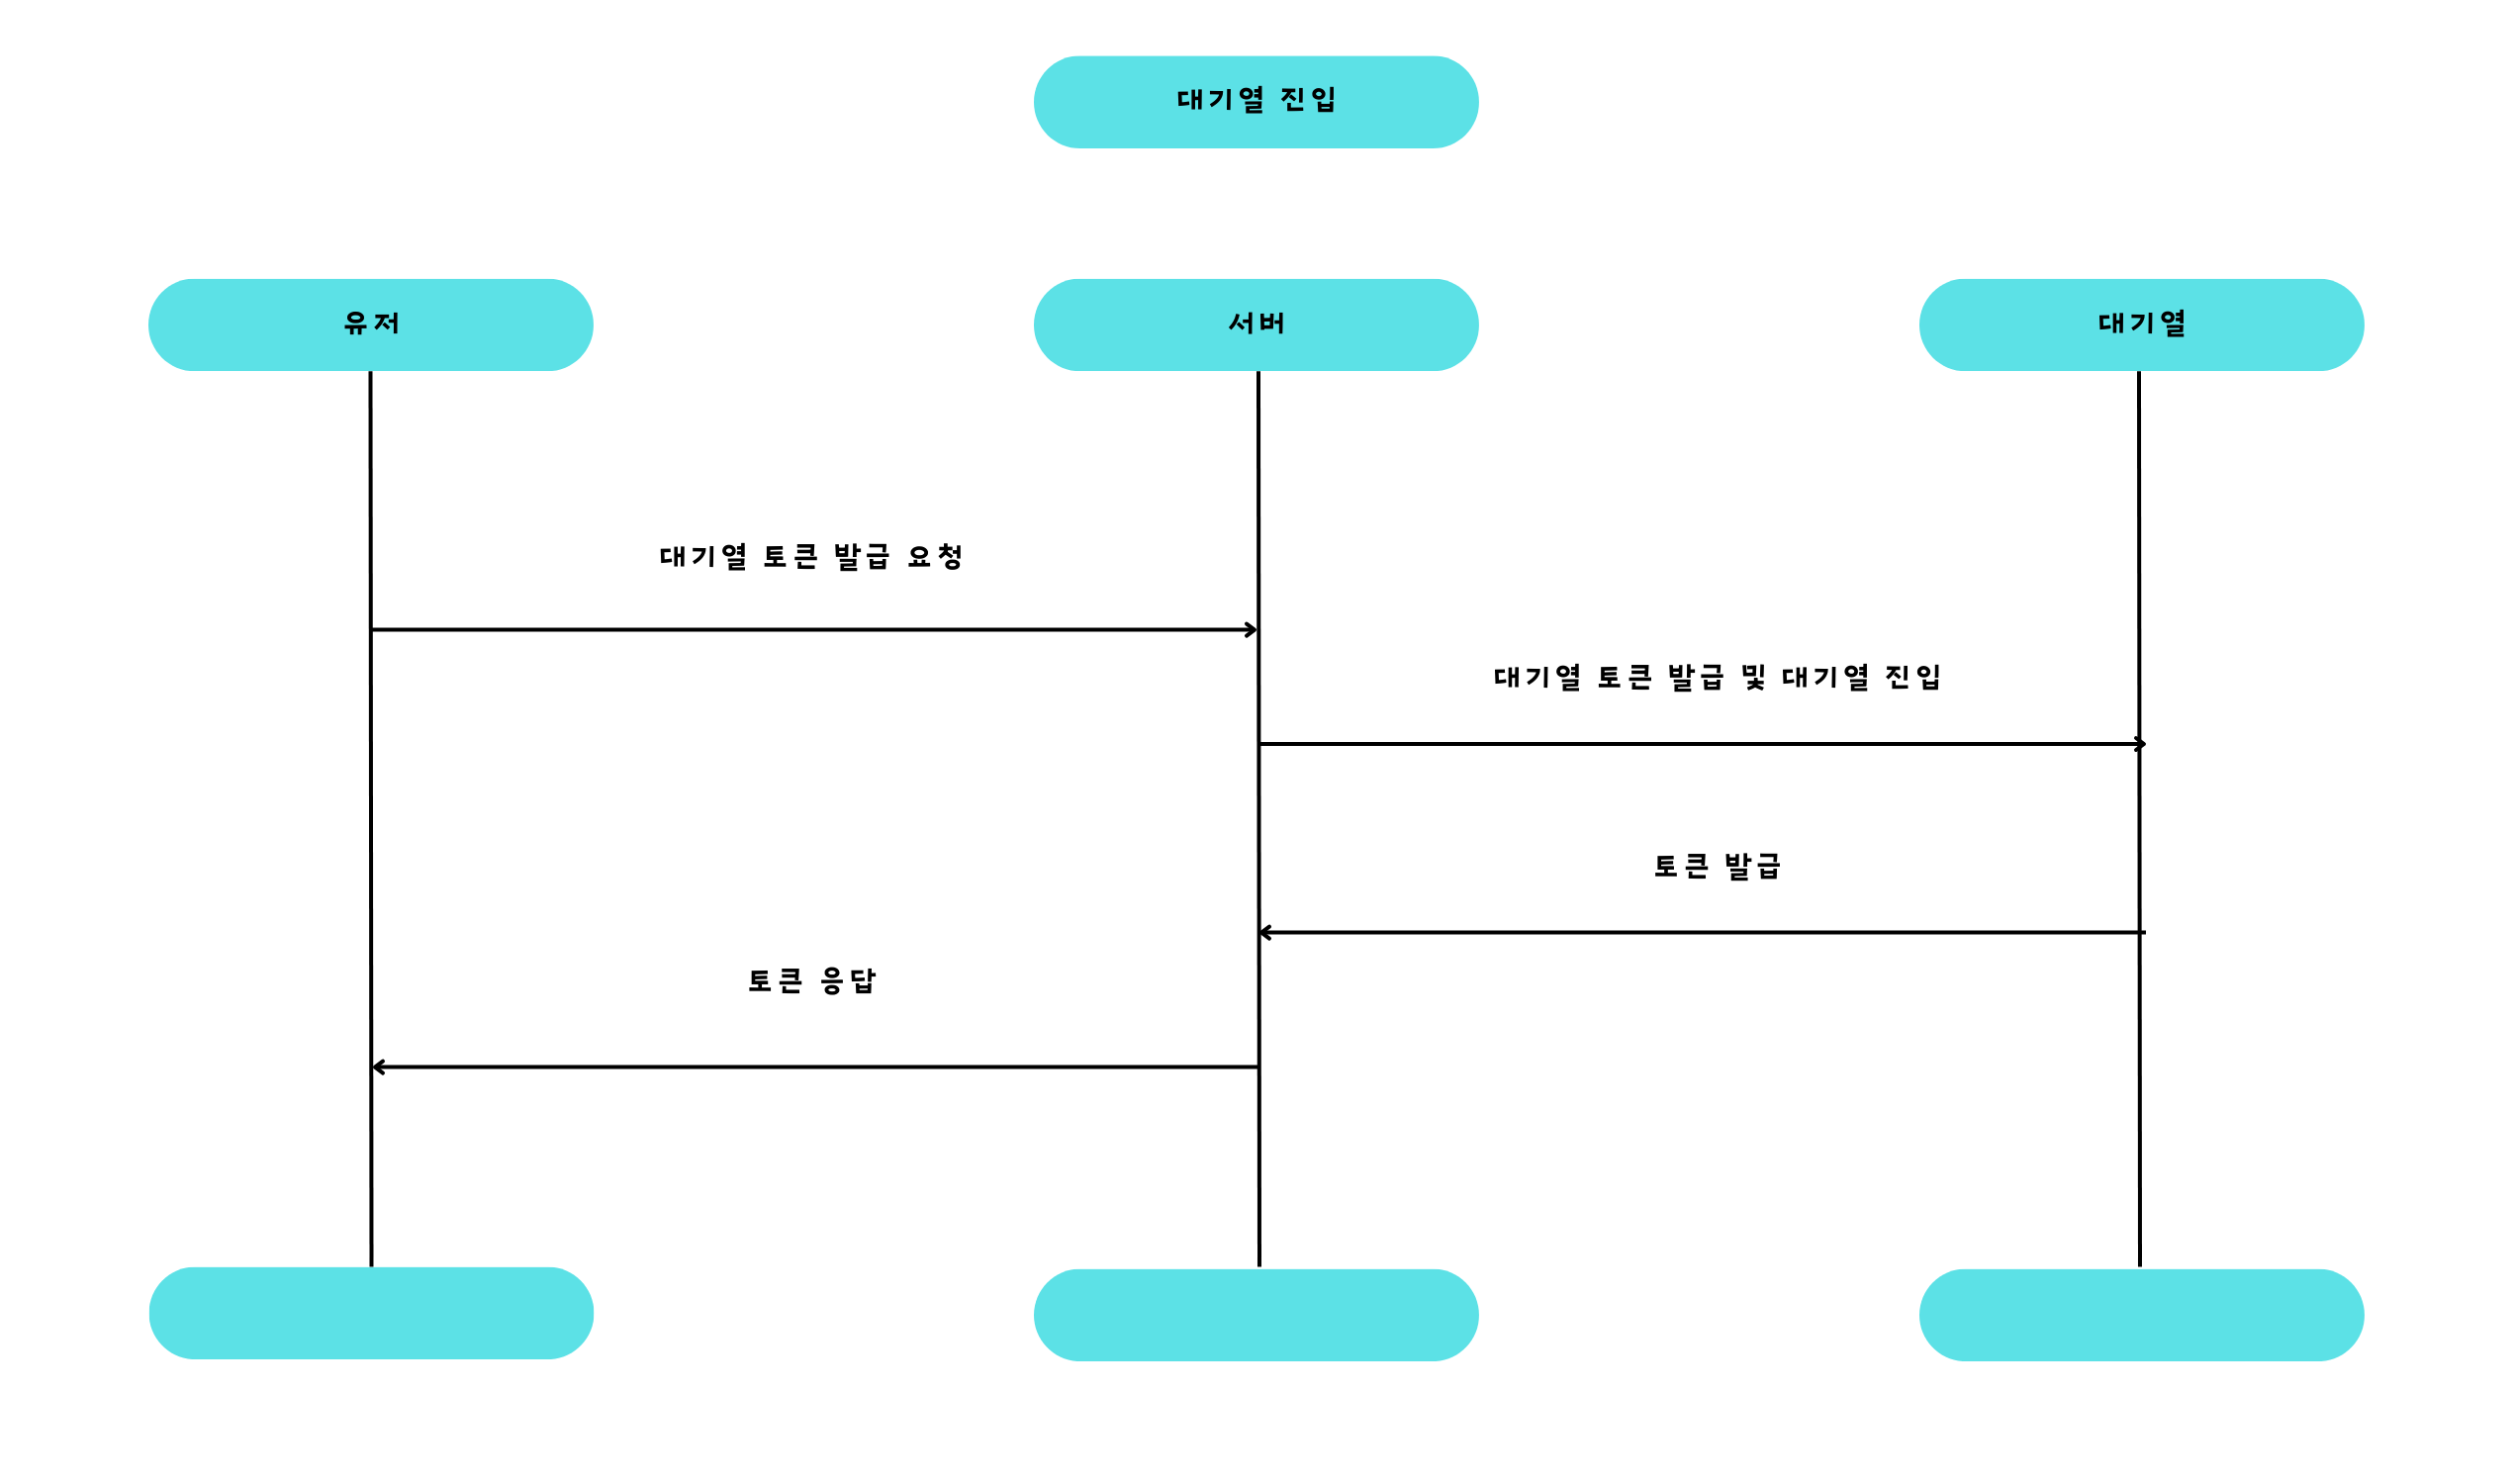 대기열 진입
유저
서버
대기열
대기열 토큰 발급 요청
대기열 토큰 발급 및 대기열 진입
토큰 발급
토큰 응답